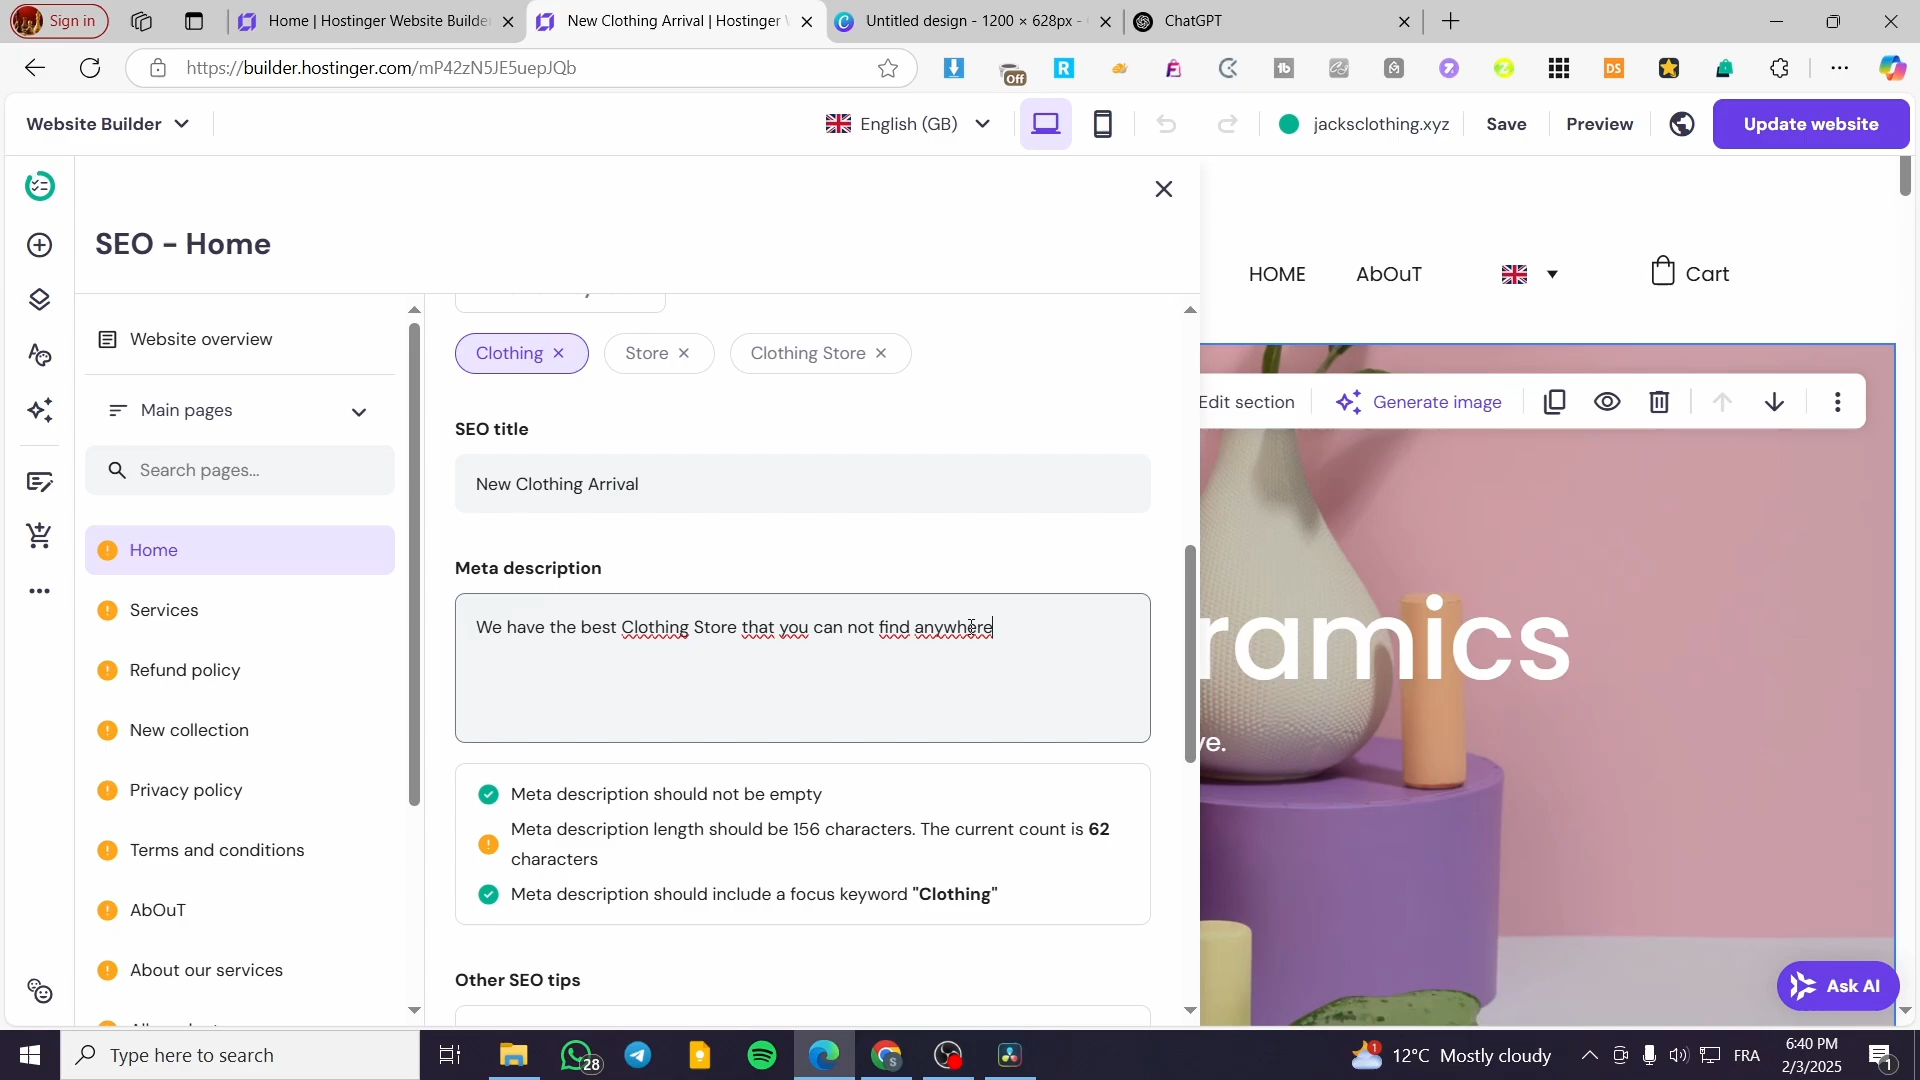 Sign in
Home | Hostinger Website Builder
New Clothing Arrival | Hostinger
Untitled design - 1200 × 628px -
ChatGPT
https://builder.hostinger.com/mP42zN5JE5uepJQb
Off
Website Builder
English (GB)
jacksclothing.xyz
Save
Preview
Update website
SEO - Home
HOME
AbOuT
Cart
Website overview
Main pages
Search pages...
Home
Services
Refund policy
New collection
Privacy policy
Terms and conditions
AbOuT
About our services
Clothing
Store
Clothing Store
SEO title
New Clothing Arrival
Meta description
We have the best Clothing Store that you can not find anywhere
Meta description should not be empty
Meta description length should be 156 characters. The current count is 62
characters
Meta description should include a focus keyword "Clothing"
Other SEO tips
Edit section
Generate image
ramics
ve.
Ask AI
Type here to search
28
1
12°C Mostly cloudy
FRA
6:40 PM
2/3/2025
1